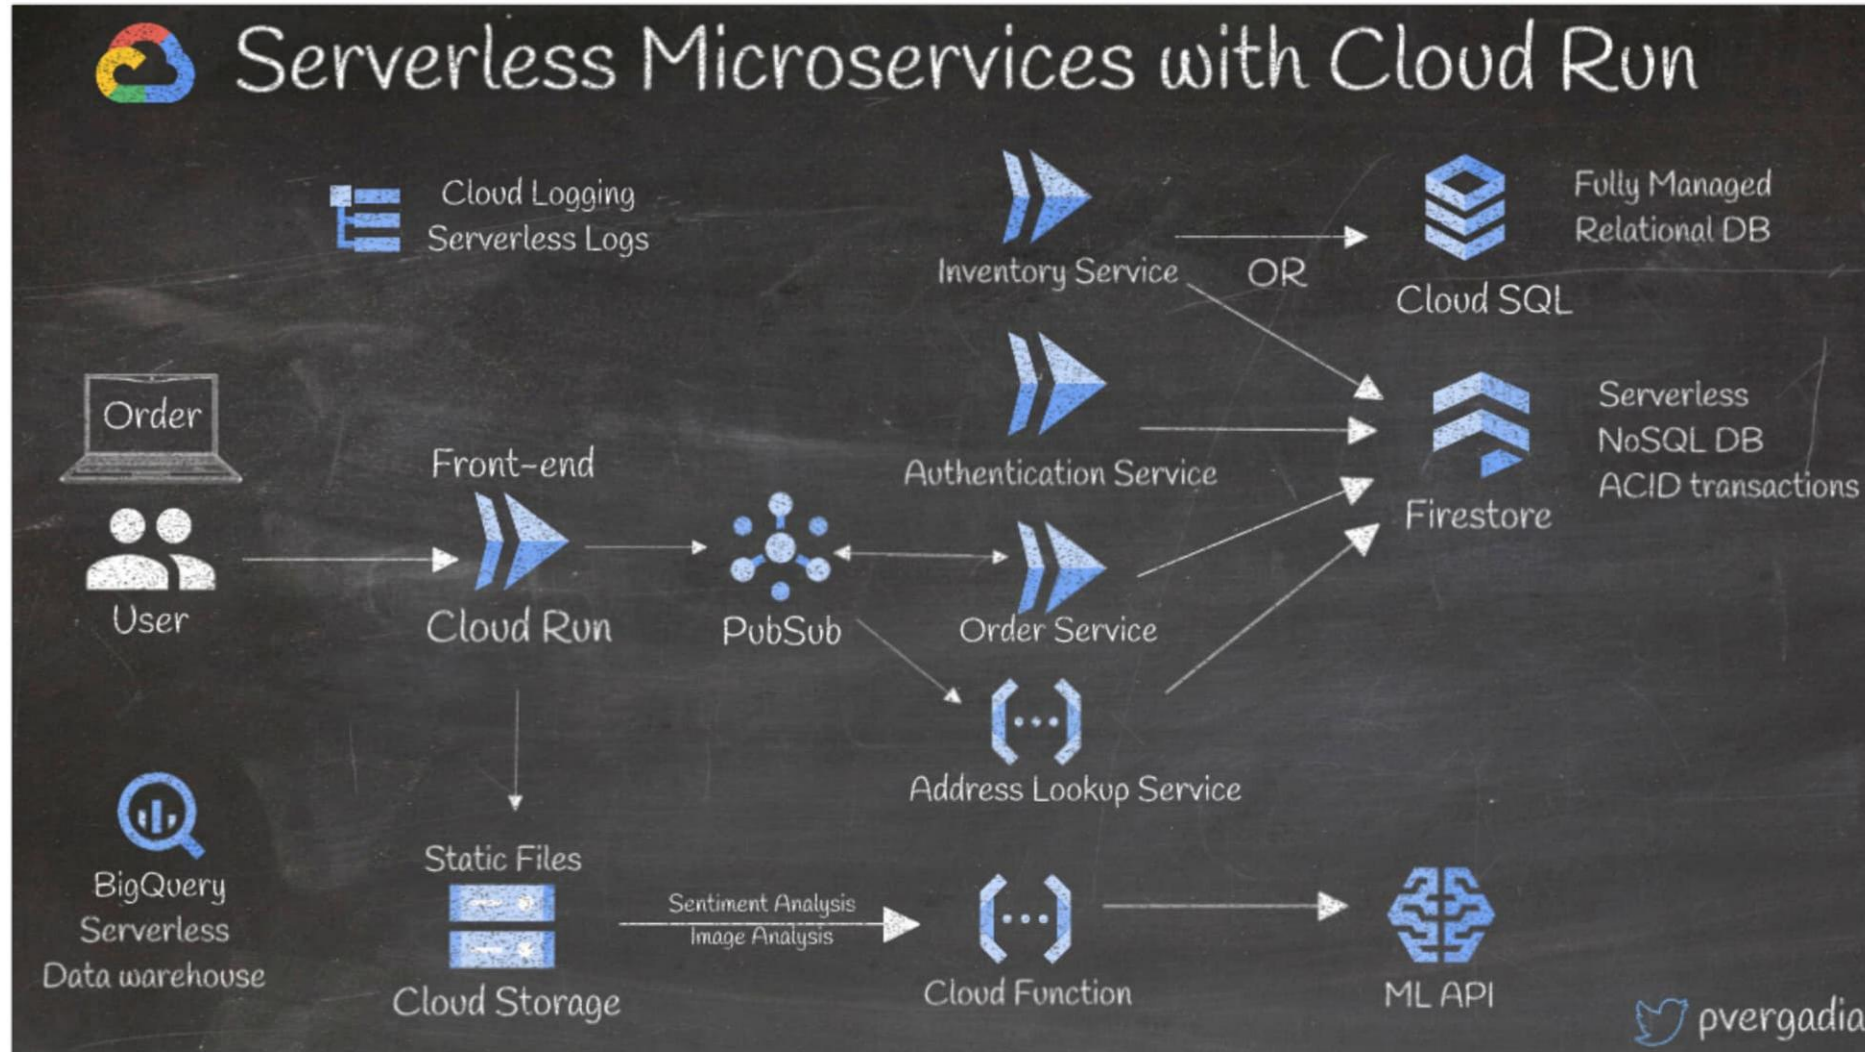 Serverless Microservices with Cloud Run
Cloud Logging
Serverless Logs
Inventory Service
OR
Cloud SQL
Fully Managed
Relational DB
Order
User
Front-end
Cloud Run
PubSub
Authentication Service
Order Service
Address Lookup Service
Firestore
Serverless
NoSQL DB
ACID transactions
BigQuery
Serverless
Data warehouse
Static Files
Cloud Storage
Sentiment Analysis
Image Analysis
Cloud Function
ML API
pvergadia